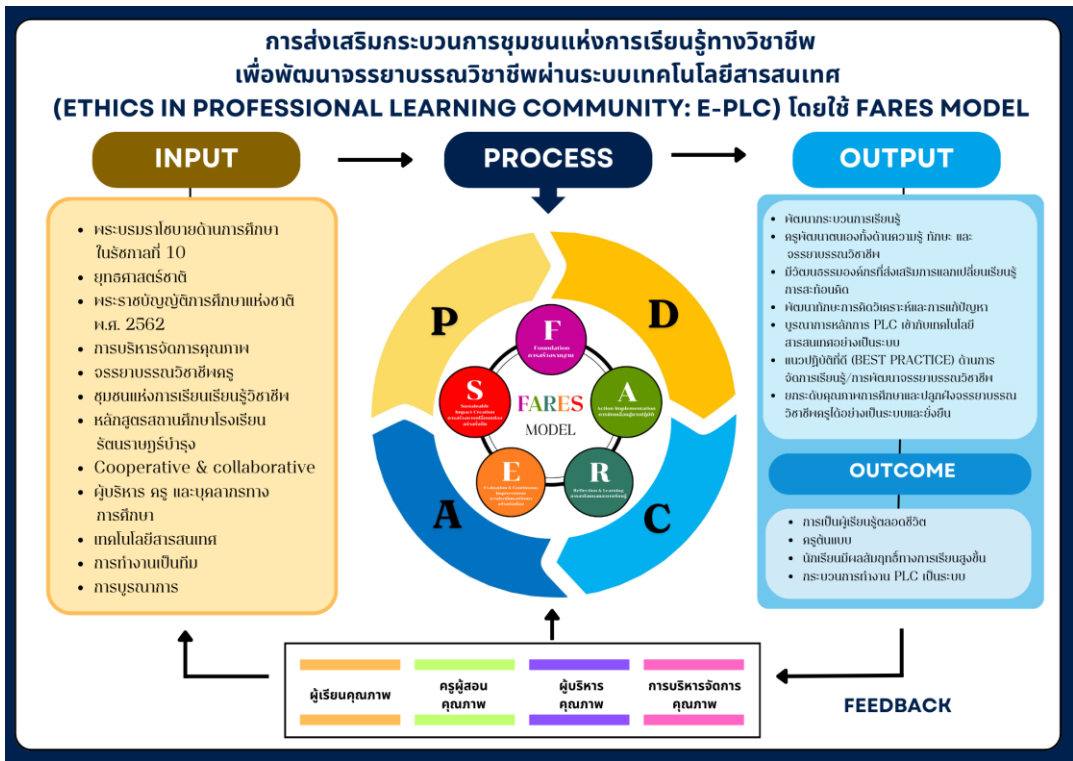 การส่งเสริมกระบวนการชุมชนแห่งการเรียนรู้ทางวิชาชีพ
เพื่อพัฒนาจรรยาบรรณวิชาชีพผ่านระบบเทคโนโลยีสารสนเทศ
(ETHICS IN PROFESSIONAL LEARNING COMMUNITY: E-PLC) โดยใช้ FARES MODEL
INPUT
พระบรมราโชบายด้านการศึกษา
ในรัชกาลที่ 10
ยุทธศาสตร์ชาติ
พระราชบัญญัติการศึกษาแห่งชาติ
พ.ศ. 2562
การบริหารจัดการคุณภาพ
จรรยาบรรณวิชาชีพครู
ชุมชนแห่งการเรียนเรียนรู้วิชาชีพ
หลักสูตรสถานศึกษาโรงเรียน
รัตนราษฎร์บำรุง
Cooperative & collaborative
ผู้บริหาร ครู และบุคลากรทาง
การศึกษา
เทคโนโลยีสารสนเทศ
การทำงานเป็นทีม
การบูรณาการ
PROCESS
P
D
C
A
F
Foundation
การสร้างรากฐาน
A
Action Implementation
R
Reflection & Learning
E
Evaluation & Continuous
Improvement
S
Sustainable
Impact Creation
FARES
MODEL
OUTPUT
พัฒนากระบวนการเรียนรู้
ครูพัฒนาตนเองทั้งด้านความรู้ ทักษะ และ
จรรยาบรรณวิชาชีพ
มีวัฒนธรรมองค์กรที่ส่งเสริมการแลกเปลี่ยนเรียนรู้
การสะท้อนคิด
พัฒนาทักษะการคิดวิเคราะห์และการแก้ปัญหา
บูรณาการหลักการ PLC เข้ากับเทคโนโลยี
สารสนเทศอย่างเป็นระบบ
แนวปฏิบัติที่ดี (BEST PRACTICE) ด้านการ
จัดการเรียนรู้/การพัฒนาจรรยาบรรณวิชาชีพ
ยกระดับคุณภาพการศึกษาและปลูกฝังจรรยาบรรณ
วิชาชีพครูได้อย่างเป็นระบบและยั่งยืน
OUTCOME
การเป็นผู้เรียนรู้ตลอดชีวิต
ครูต้นแบบ
นักเรียนมีผลสัมฤทธิ์ทางการเรียนสูงขึ้น
กระบวนการทำงาน PLC เป็นระบบ
ผู้เรียนคุณภาพ
ครูผู้สอน
คุณภาพ
ผู้บริหาร
คุณภาพ
การบริหารจัดการ
คุณภาพ
FEEDBACK